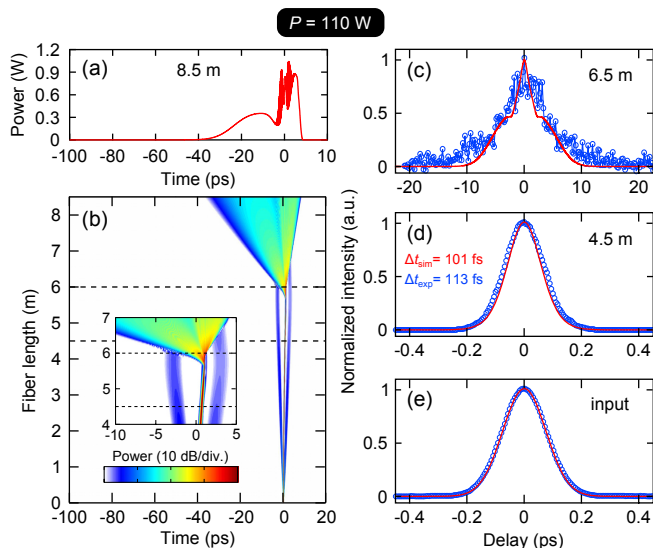 P = 110 W
(a)
8.5 m
Power (W)
1.2
0.9
0.6
0.3
0
-100 -80 -60 -40 -20 0 20
Time (ps)
(b)
Fiber length (m)
8
7
6
5
4
3
2
1
0
7
6
5
4
-10 -5 0 5
Power (10 dB/div.)
-100 -80 -60 -40 -20 0 20
Time (ps)
Normalized intensity (a.u.)
(c)
6.5 m
1
0.5
0
-20 -10 0 10 20
(d)
4.5 m
Δtsim= 101 fs
Δtexp= 113 fs
1
0.5
0
-0.4 -0.2 0 0.2 0.4
(e)
input
1
0.5
0
-0.4 -0.2 0 0.2 0.4
Delay (ps)